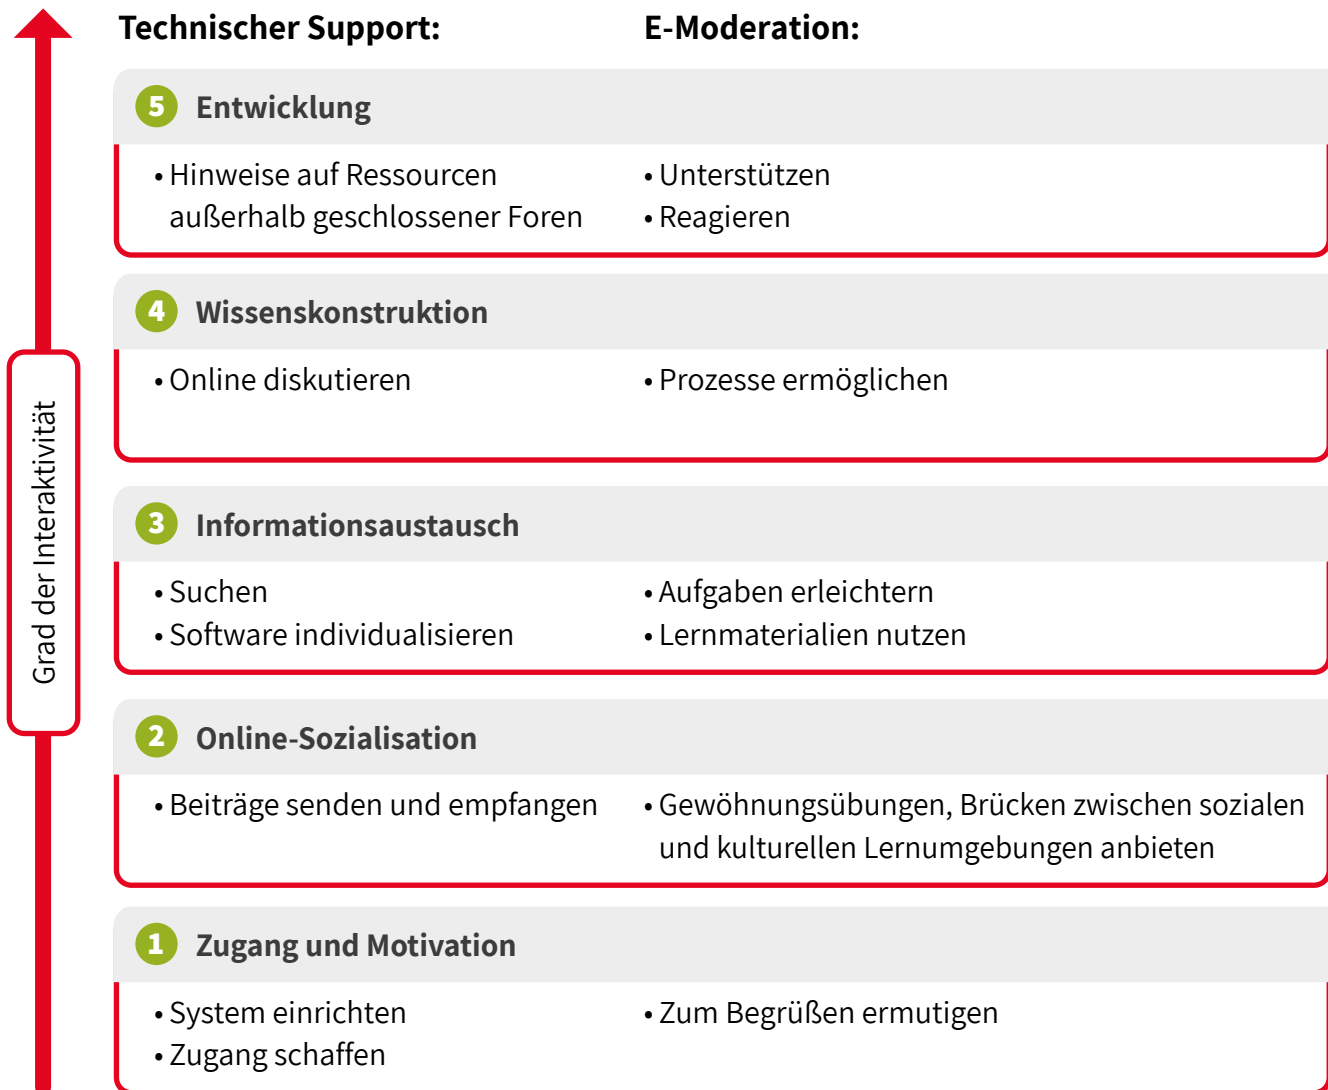 Technischer Support:
E-Moderation:
5 Entwicklung
• Hinweise auf Ressourcen
außerhalb geschlossener Foren
• Unterstützen
• Reagieren
4 Wissenskonstruktion
• Online diskutieren
• Prozesse ermöglichen
Grad der Interaktivität
3 Informationsaustausch
• Suchen
• Software individualisieren
• Aufgaben erleichtern
• Lernmaterialien nutzen
2 Online-Sozialisation
• Beiträge senden und empfangen
• Gewöhnungsübungen, Brücken zwischen sozialen
und kulturellen Lernumgebungen anbieten
1 Zugang und Motivation
• System einrichten
• Zugang schaffen
• Zum Begrüßen ermutigen